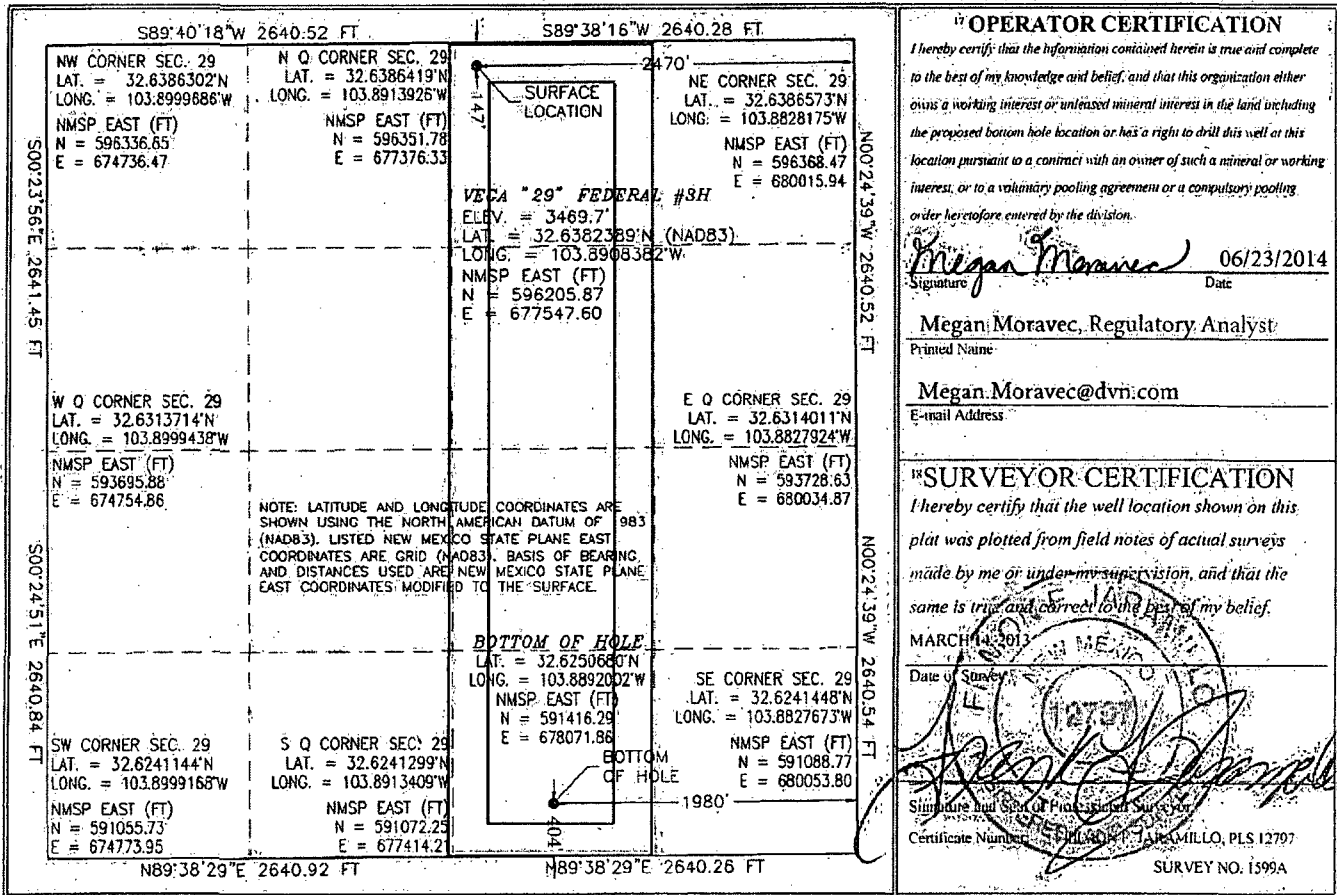 S89°40'18"W 2640.52 FT
S89°38'16"W 2640.28 FT
NW CORNER SEC. 29
LAT. = 32.6386302'N
LONG. = 103.8999686'W
NMSP EAST (FT)
N = 596336.65
E = 674736.47
N Q CORNER SEC. 29
LAT. = 32.6386419'N
LONG. = 103.8913926'W
NMSP EAST (FT)
N = 596351.78
E = 677376.33
147'
SURFACE
LOCATION
2470'
NE CORNER SEC. 29
LAT. = 32.6386573'N
LONG. = 103.8828175'W
NMSP EAST (FT)
N = 596368.47
E = 680015.94
S00°23'56"E 2641.45 FT
N00°24'39"W 2640.52 FT
VEGA "29" FEDERAL #3H
ELEV. = 3469.7'
LAT. = 32.6382389'N (NAD83)
LONG. = 103.8908382'W
NMSP EAST (FT)
N = 596205.87
E = 677547.60
W Q CORNER SEC. 29
LAT. = 32.6313714'N
LONG. = 103.8999438'W
NMSP EAST (FT)
N = 593695.88
E = 674754.86
E Q CORNER SEC. 29
LAT. = 32.6314011'N
LONG. = 103.8827924'W
NMSP EAST (FT)
N = 593728.63
E = 680034.87
NOTE: LATITUDE AND LONGITUDE COORDINATES ARE
SHOWN USING THE NORTH AMERICAN DATUM OF 983
(NAD83). LISTED NEW MEXICO STATE PLANE EAST
COORDINATES ARE GRID (NAD83). BASIS OF BEARING
AND DISTANCES USED ARE NEW MEXICO STATE PLANE
EAST COORDINATES MODIFIED TO THE SURFACE.
S00°24'51"E 2640.84 FT
N00°24'39"W 2640.54 FT
BOTTOM OF HOLE
LAT. = 32.6250680'N
LONG. = 103.8892002'W
NMSP EAST (FT)
N = 591416.29
E = 678071.86
SW CORNER SEC. 29
LAT. = 32.6241144'N
LONG. = 103.8999168'W
NMSP EAST (FT)
N = 591055.73
E = 674773.95
S Q CORNER SEC. 29
LAT. = 32.6241299'N
LONG. = 103.8913409'W
NMSP EAST (FT)
N = 591072.25
E = 677414.21
BOTTOM
OF HOLE
1980'
404'
SE CORNER SEC. 29
LAT. = 32.6241448'N
LONG. = 103.8827673'W
NMSP EAST (FT)
N = 591088.77
E = 680053.80
N89°38'29"E 2640.92 FT
N89°38'29"E 2640.26 FT
17 OPERATOR CERTIFICATION
I hereby certify that the information contained herein is true and complete
to the best of my knowledge and belief, and that this organization either
owns a working interest or unleased mineral interest in the land including
the proposed bottom hole location or has a right to drill this well at this
location pursuant to a contract with an owner of such a mineral or working
interest, or to a voluntary pooling agreement or a compulsory pooling
order heretofore entered by the division.
Megan Moravec 06/23/2014
Signature Date
Megan Moravec, Regulatory Analyst
Printed Name
Megan.Moravec@dvn.com
E-mail Address
18 SURVEYOR CERTIFICATION
I hereby certify that the well location shown on this
plat was plotted from field notes of actual surveys
made by me or under my supervision, and that the
same is true and correct to the best of my belief.
MARCH 14, 2013
Date of Survey
FILIMON F. JARAMILLO
NEW MEXICO
12797
Signature and Seal of Professional Surveyor
Certificate Number FILIMON F. JARAMILLO, PLS 12797
SURVEY NO. 1599A